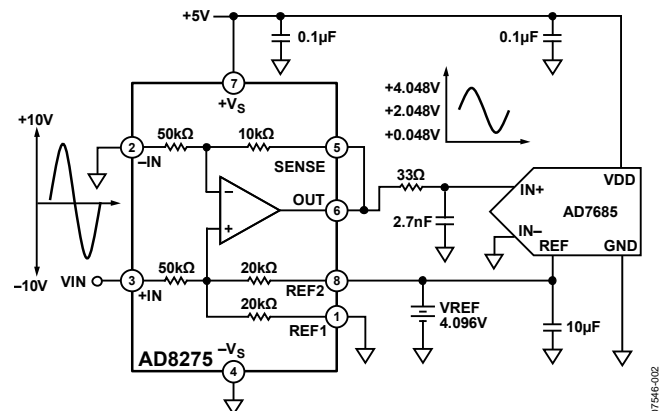 +5V
0.1µF
0.1µF
7
+VS
+4.048V
+2.048V
+0.048V
+10V
50kΩ
10kΩ
2
–IN
5
SENSE
–
OUT
6
33Ω
IN+
VDD
AD7685
2.7nF
IN–
REF
GND
+
–10V
VIN
3
+IN
50kΩ
20kΩ
8
REF2
20kΩ
1
REF1
VREF
4.096V
10µF
AD8275
–VS
4
07546-002